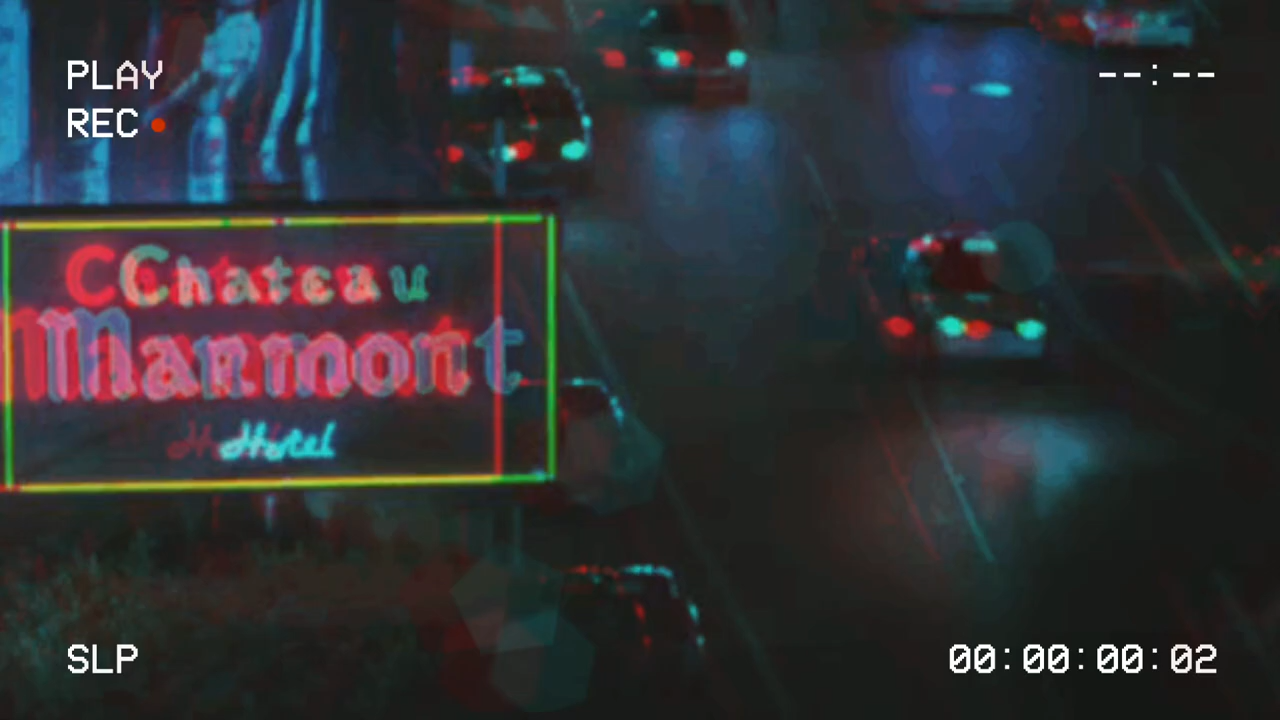 PLAY
--:--
REC
Chateau
Marmont
Hotel
SLP
00:00:00:02